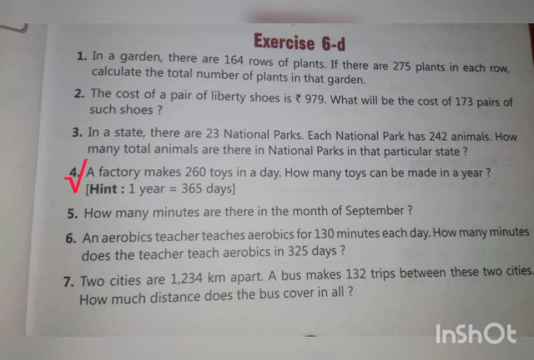 Exercise 6-d
1. In a garden, there are 164 rows of plants. If there are 275 plants in each row,
calculate the total number of plants in that garden.
2. The cost of a pair of liberty shoes is ₹ 979. What will be the cost of 173 pairs of
such shoes ?
3. In a state, there are 23 National Parks. Each National Park has 242 animals. How
many total animals are there in National Parks in that particular state ?
4. A factory makes 260 toys in a day. How many toys can be made in a year ?
[Hint : 1 year = 365 days]
5. How many minutes are there in the month of September ?
6. An aerobics teacher teaches aerobics for 130 minutes each day. How many minutes
does the teacher teach aerobics in 325 days ?
7. Two cities are 1,234 km apart. A bus makes 132 trips between these two cities.
How much distance does the bus cover in all ?
InShOt